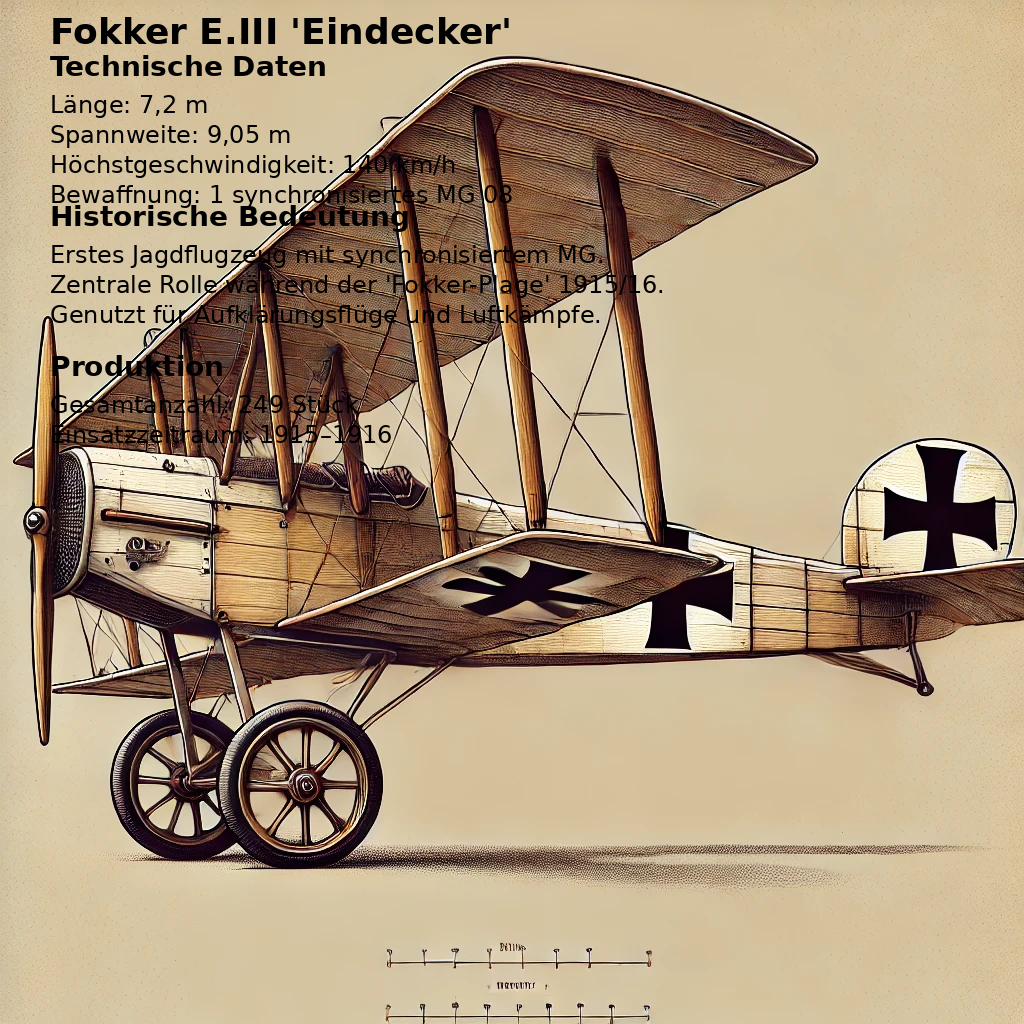 Fokker E.III 'Eindecker'
Technische Daten
Länge: 7,2 m
Spannweite: 9,05 m
Höchstgeschwindigkeit: 140 km/h
Bewaffnung: 1 synchronisiertes MG 08
Historische Bedeutung
Erstes Jagdflugzeug mit synchronisiertem MG.
Zentrale Rolle während der 'Fokker-Plage' 1915/16.
Genutzt für Aufklärungsflüge und Luftkämpfe.
Produktion
Gesamtanzahl: 249 Stück
Einsatzzeitraum: 1915–1916